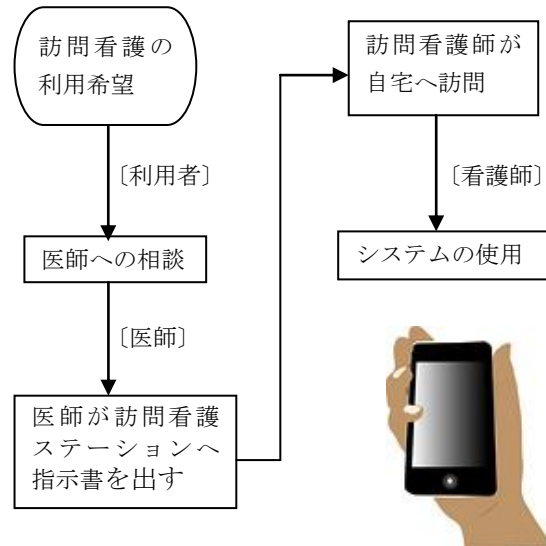 訪問看護の
利用希望
〔利用者〕
医師への相談
〔医師〕
医師が訪問看護
ステーションへ
指示書を出す
訪問看護師が
自宅へ訪問
〔看護師〕
システムの使用